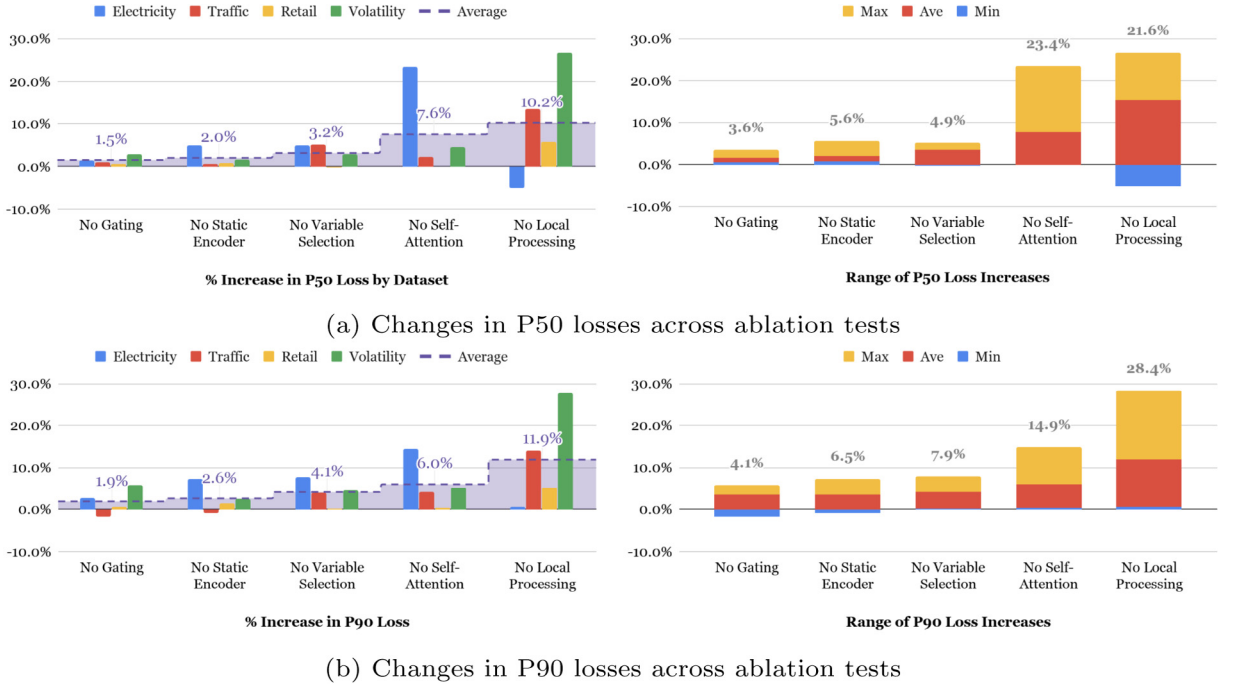 Electricity Traffic Retail Volatility Average
30.0%
20.0%
10.0%
0.0%
-10.0%
1.5%
2.0%
3.2%
7.6%
10.2%
No Gating
No Static
Encoder
No Variable
Selection
No Self-
Attention
No Local
Processing
% Increase in P50 Loss by Dataset
Max Ave Min
30.0%
20.0%
10.0%
0.0%
-10.0%
3.6%
5.6%
4.9%
23.4%
21.6%
No Gating
No Static
Encoder
No Variable
Selection
No Self-
Attention
No Local
Processing
Range of P50 Loss Increases
(a) Changes in P50 losses across ablation tests
Electricity Traffic Retail Volatility Average
30.0%
20.0%
10.0%
0.0%
-10.0%
1.9%
2.6%
4.1%
6.0%
11.9%
No Gating
No Static
Encoder
No Variable
Selection
No Self-
Attention
No Local
Processing
% Increase in P90 Loss
Max Ave Min
30.0%
20.0%
10.0%
0.0%
-10.0%
4.1%
6.5%
7.9%
14.9%
28.4%
No Gating
No Static
Encoder
No Variable
Selection
No Self-
Attention
No Local
Processing
Range of P90 Loss Increases
(b) Changes in P90 losses across ablation tests